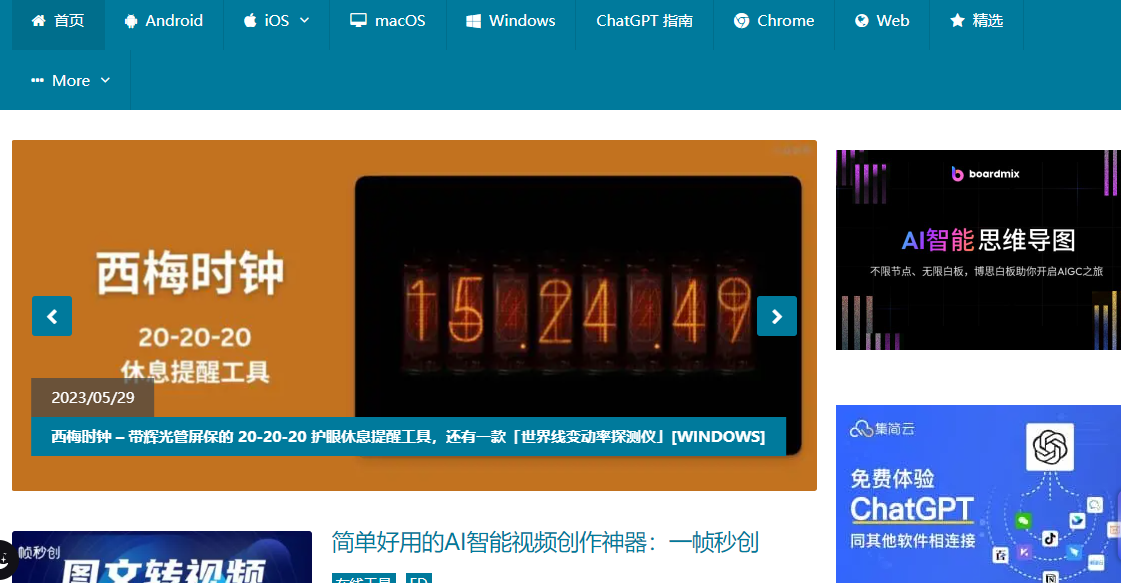 首页 Android iOS macOS Windows ChatGPT 指南 Chrome Web 精选
More
西梅时钟
20-20-20
休息提醒工具
15.24.49
2023/05/29
西梅时钟 – 带辉光管屏保的 20-20-20 护眼休息提醒工具，还有一款「世界线变动率探测仪」[WINDOWS]
boardmix
AI智能思维导图
不限节点、无限白板，博思白板助你开启AIGC之旅
集简云
免费体验
ChatGPT
同其他软件相连接
帧秒创
图文转视频
简单好用的AI智能视频创作神器：一帧秒创
在线工具